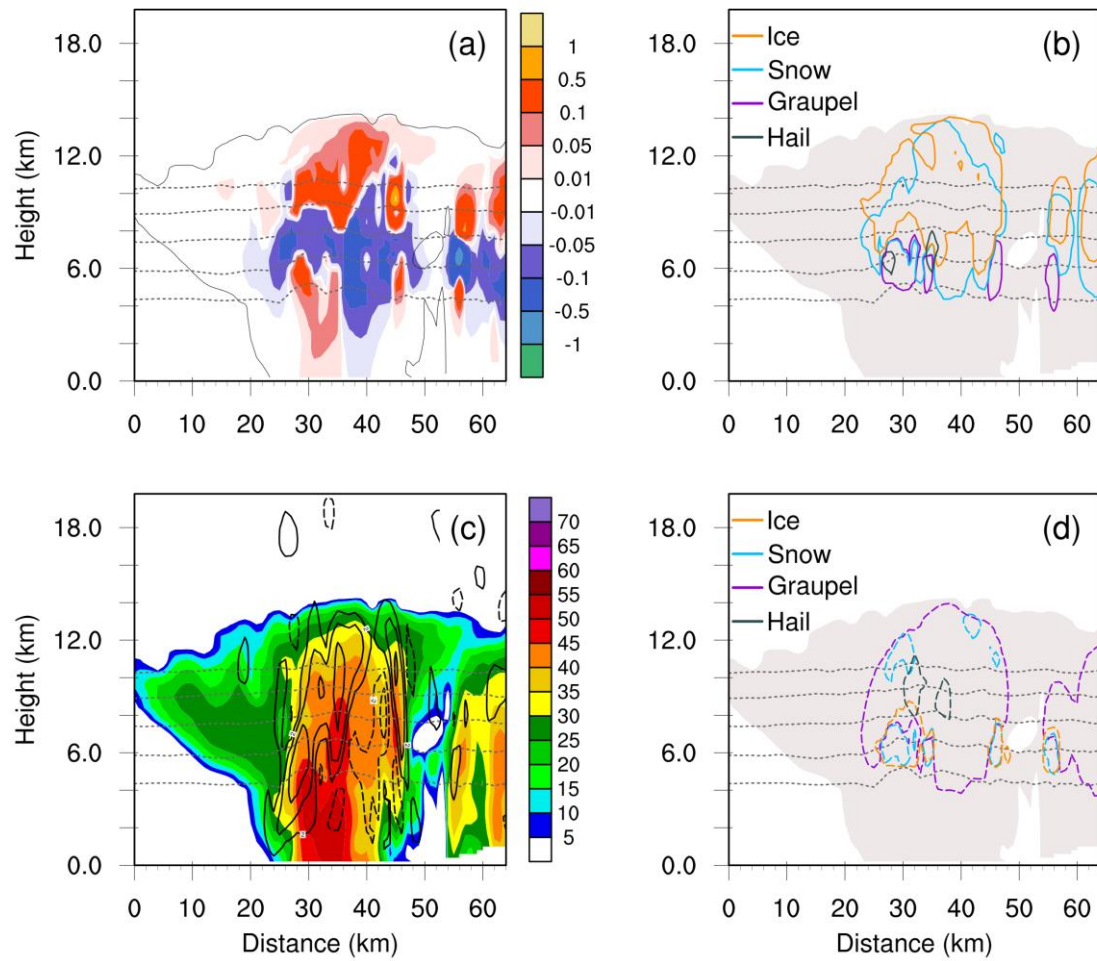 (a)
18.0
12.0
6.0
0.0
Height (km)
0 10 20 30 40 50 60
1
0.5
0.1
0.05
0.01
-0.01
-0.05
-0.1
-0.5
-1
(b)
Ice
Snow
Graupel
Hail
18.0
12.0
6.0
0.0
0 10 20 30 40 50 60
(c)
18.0
12.0
6.0
0.0
Height (km)
0 10 20 30 40 50 60
Distance (km)
70
65
60
55
50
45
40
35
30
25
20
15
10
5
(d)
Ice
Snow
Graupel
Hail
18.0
12.0
6.0
0.0
0 10 20 30 40 50 60
Distance (km)